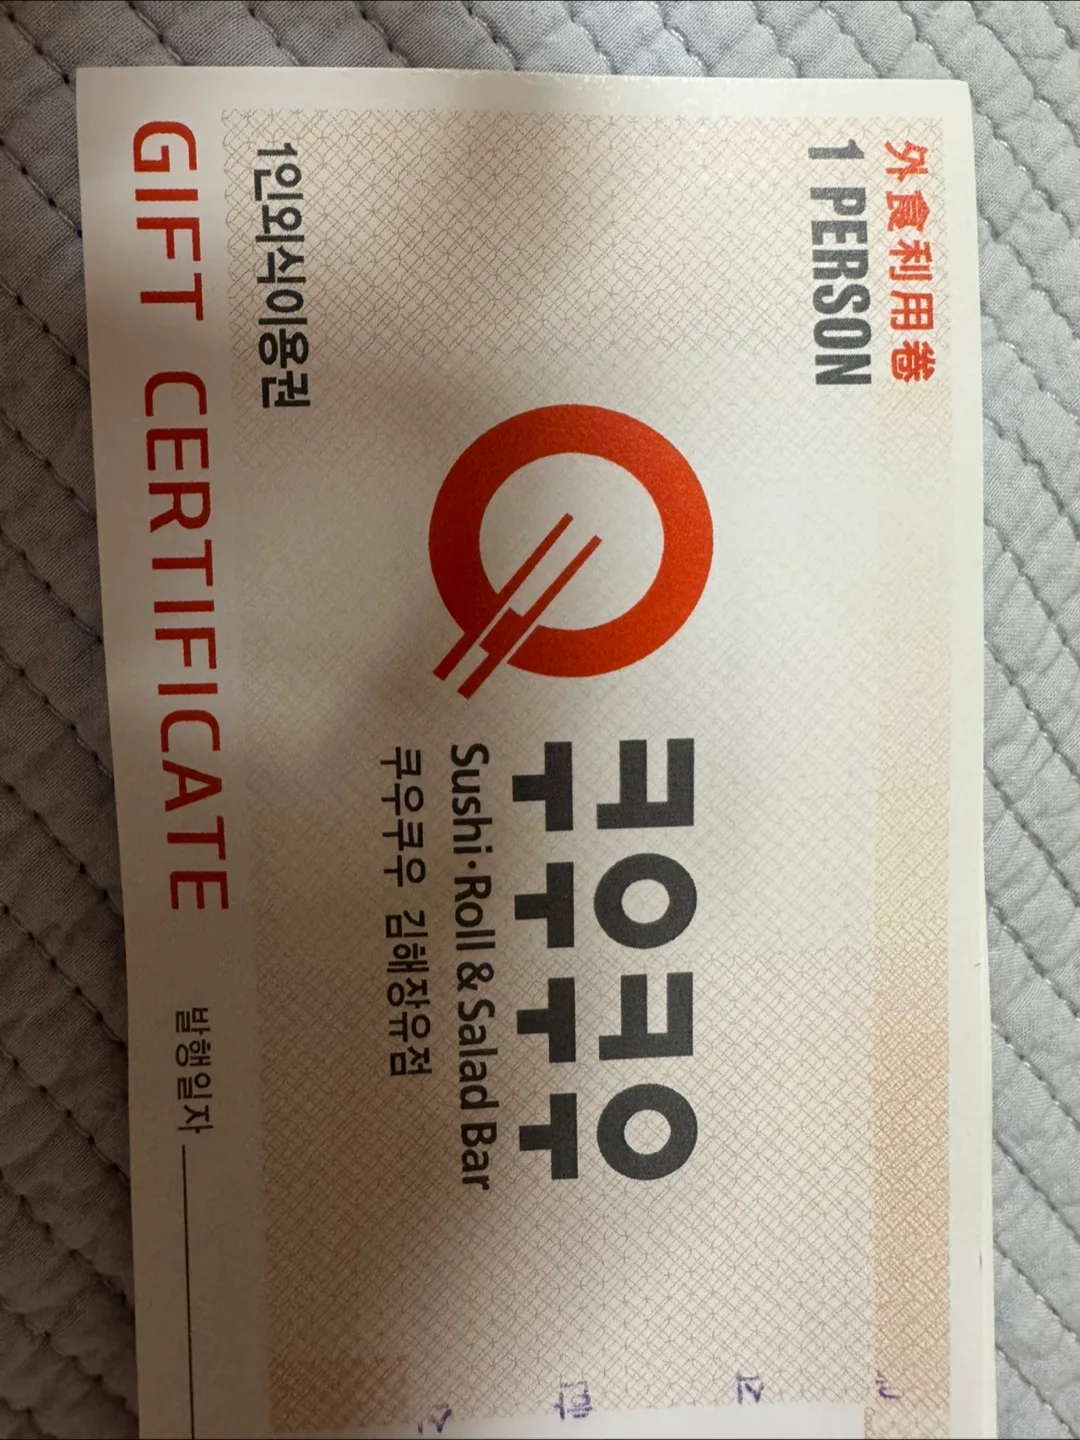 外食利用卷
1 PERSON
쿠우쿠우
Sushi·Roll & Salad Bar
쿠우쿠우 김해장유점
1인외식이용권
GIFT CERTIFICATE
발행일자